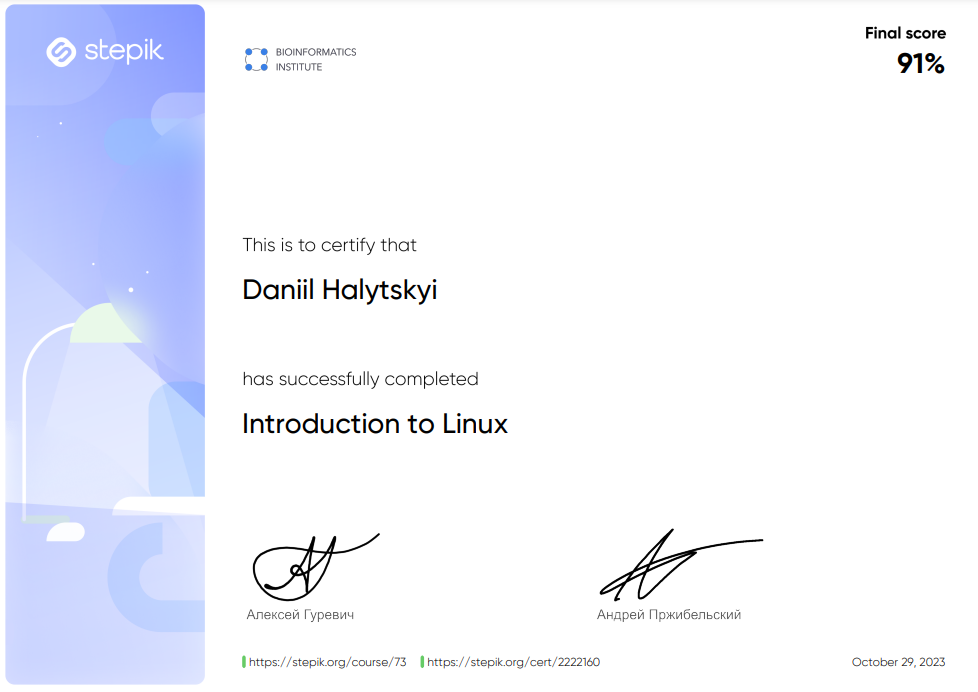 stepik
BIOINFORMATICS
INSTITUTE
Final score
91%
This is to certify that
Daniil Halytskyi
has successfully completed
Introduction to Linux
Алексей Гуревич
Андрей Пржибельский
https://stepik.org/course/73
https://stepik.org/cert/2222160
October 29, 2023